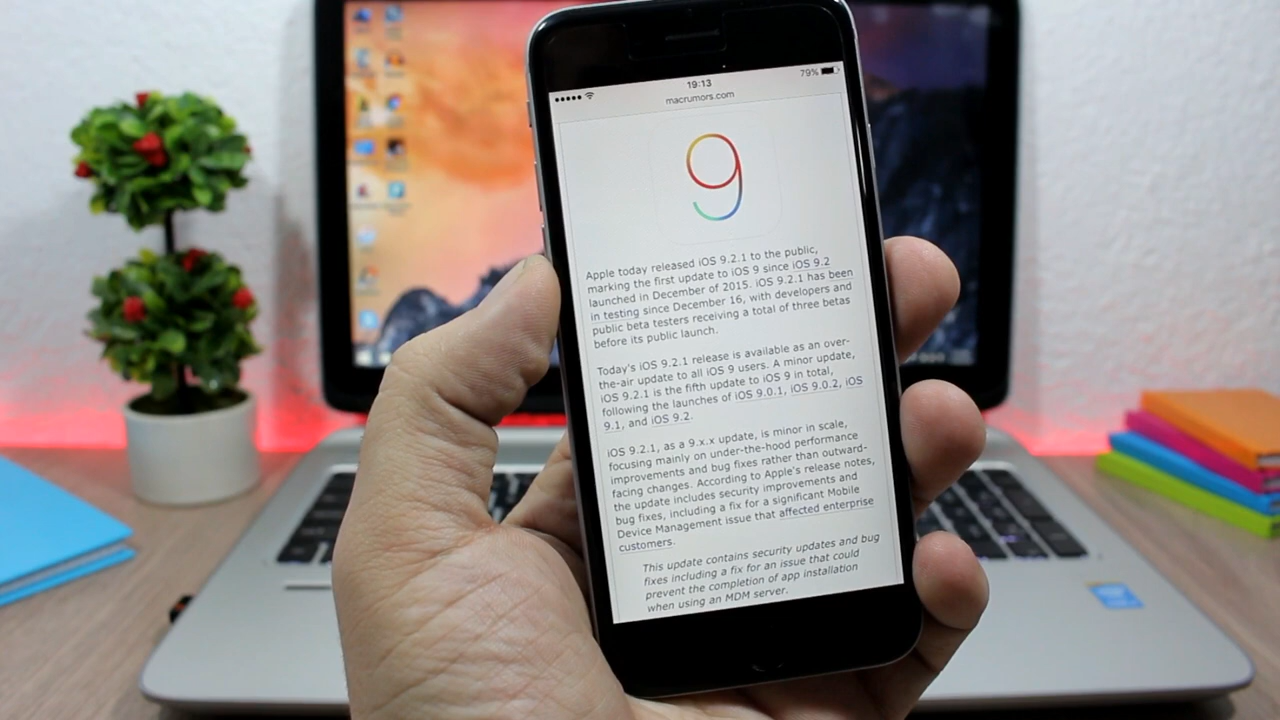 19:13
79%
macrumors.com
9
Apple today released iOS 9.2.1 to the public,
marking the first update to iOS 9 since iOS 9.2
launched in December of 2015. iOS 9.2.1 has been
in testing since December 16, with developers and
public beta testers receiving a total of three betas
before its public launch.
Today's iOS 9.2.1 release is available as an over-
the-air update to all iOS 9 users. A minor update,
iOS 9.2.1 is the fifth update to iOS 9 in total,
following the launches of iOS 9.0.1, iOS 9.0.2, iOS
9.1, and iOS 9.2.
iOS 9.2.1, as a 9.x.x update, is minor in scale,
focusing mainly on under-the-hood performance
improvements and bug fixes rather than outward-
facing changes. According to Apple's release notes,
the update includes security improvements and
bug fixes, including a fix for a significant Mobile
Device Management issue that affected enterprise
customers.
This update contains security updates and bug
fixes including a fix for an issue that could
prevent the completion of app installation
when using an MDM server.